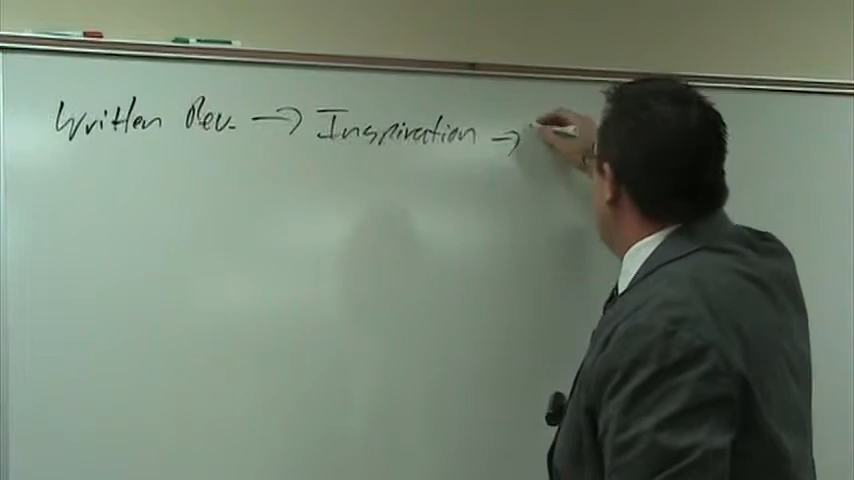 Written Rev. → Inspiration →